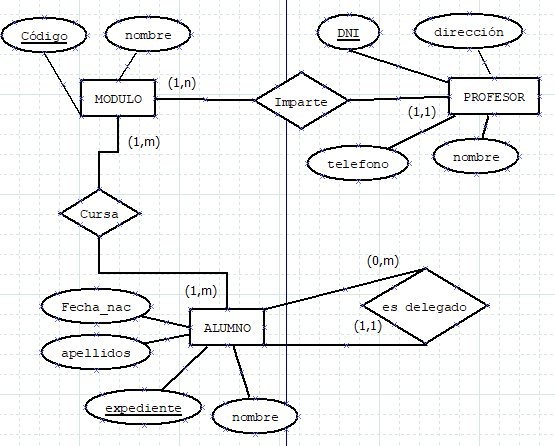 Código
nombre
DNI
dirección
(1,n)
MODULO
Imparte
PROFESOR
(1,1)
(1,m)
telefono
nombre
Cursa
(0,m)
(1,m)
Fecha_nac
es delegado
ALUMNO
(1,1)
apellidos
expediente
nombre